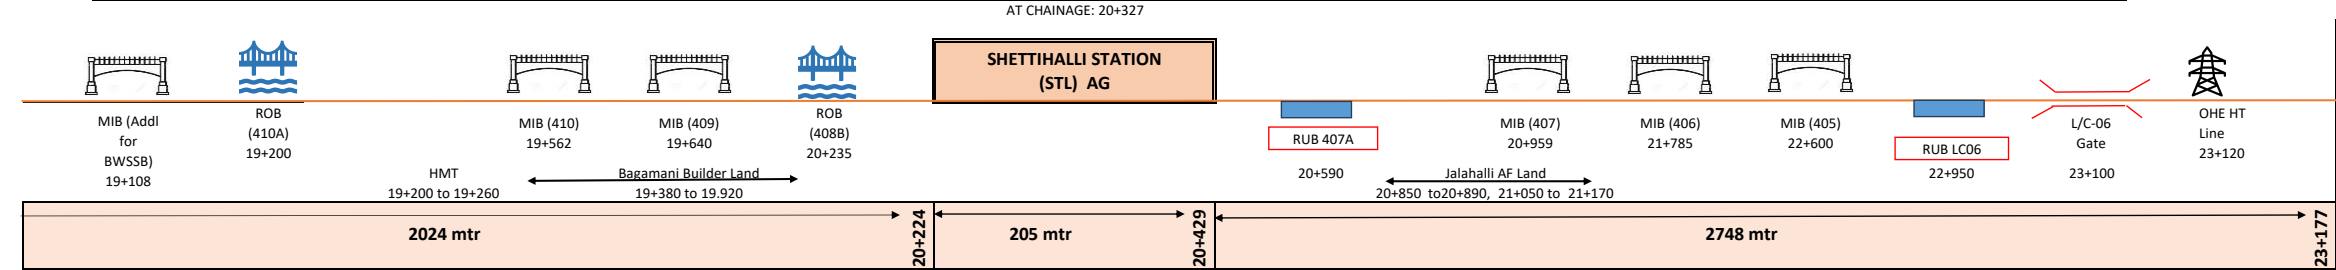 AT CHAINAGE: 20+327
SHETTIHALLI STATION
(STL) AG
MIB (Addl
for
BWSSB)
19+108
ROB
(410A)
19+200
HMT
19+200 to 19+260
MIB (410)
19+562
MIB (409)
19+640
Bagamani Builder Land
19+380 to 19.920
ROB
(408B)
20+235
RUB 407A
20+590
MIB (407)
20+959
Jalahalli AF Land
20+850 to20+890, 21+050 to 21+170
MIB (406)
21+785
MIB (405)
22+600
RUB LC06
22+950
L/C-06
Gate
23+100
OHE HT
Line
23+120
2024 mtr
20+224
205 mtr
20+429
2748 mtr
23+177